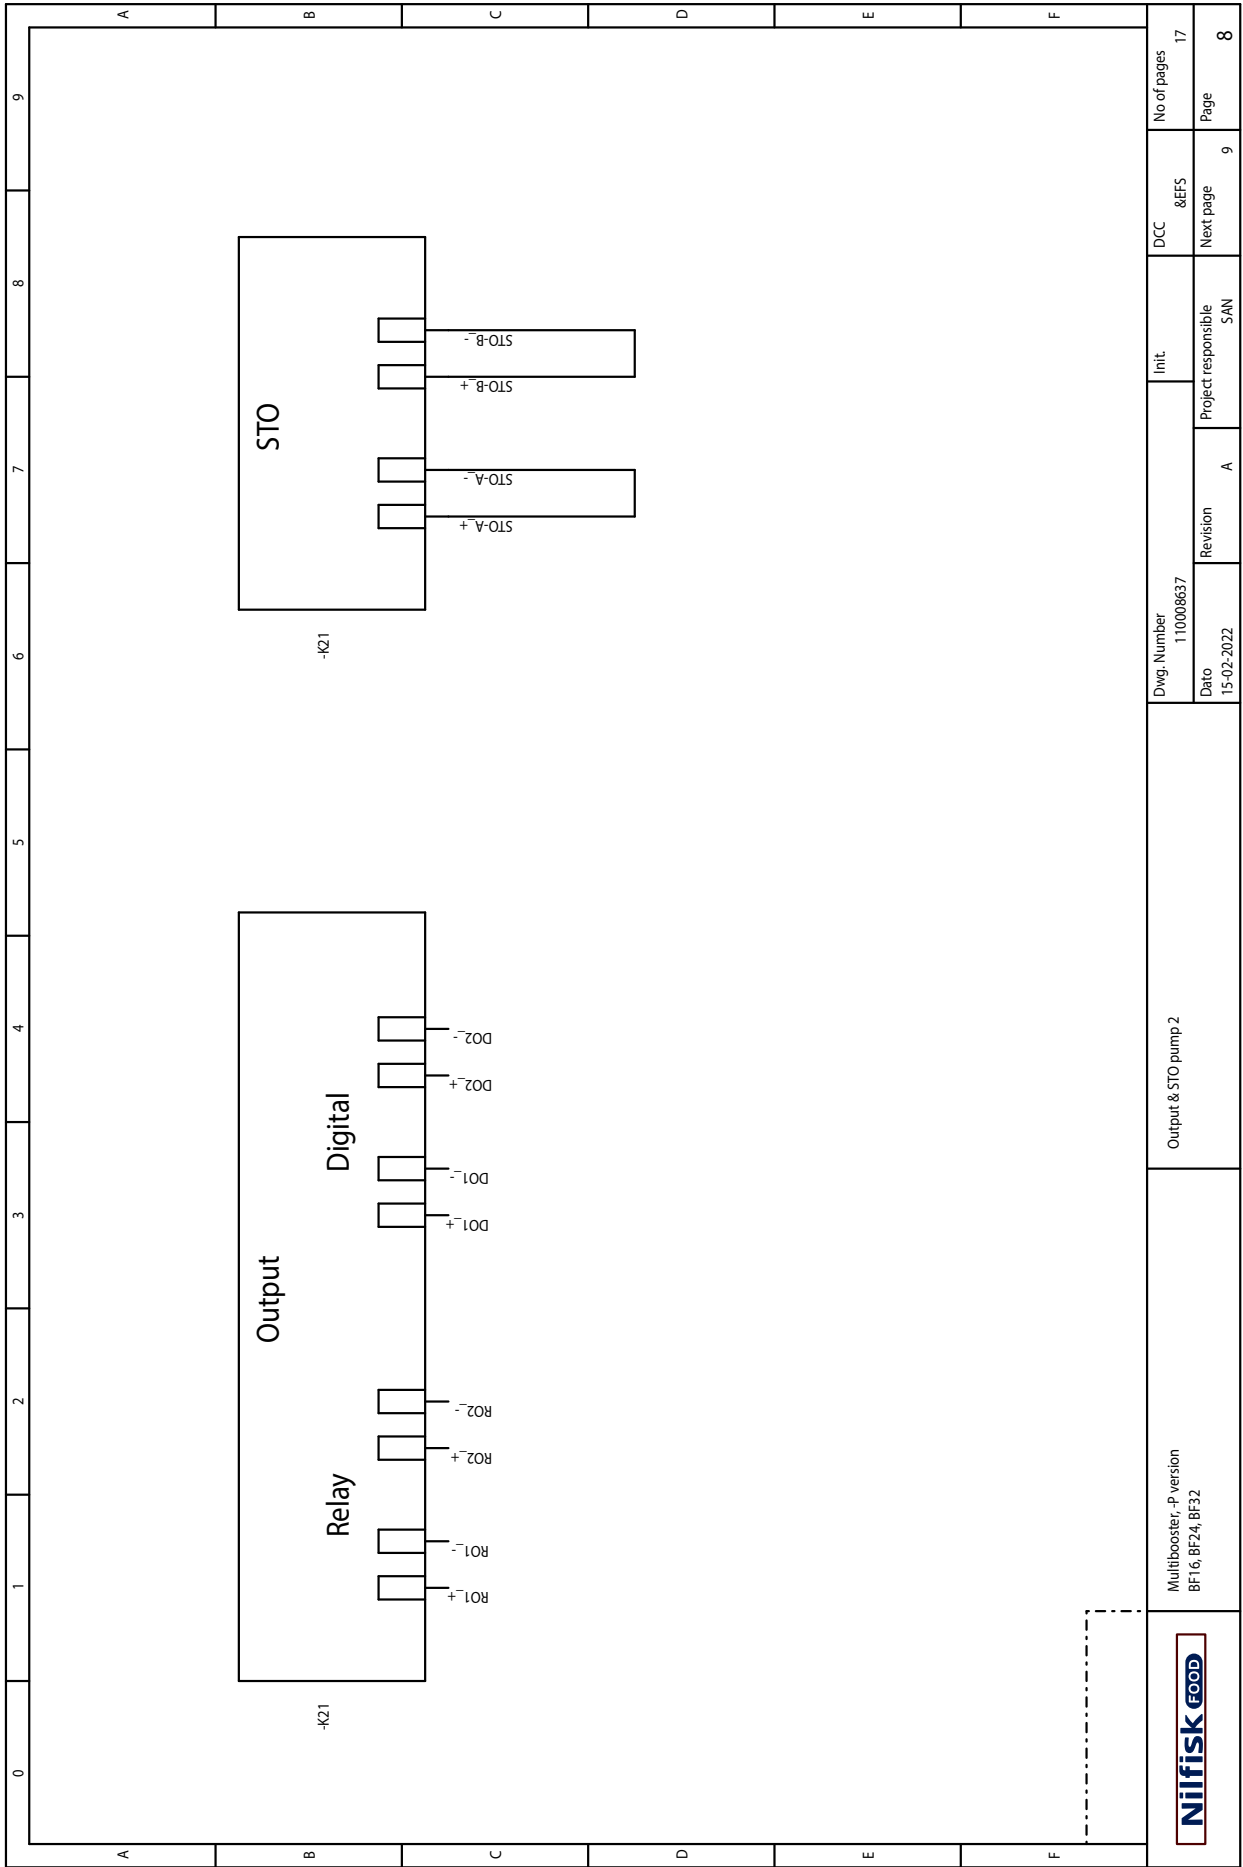 0 1 2 3 4 5 6 7 8 9
A A
B B
C C
D D
E E
F F
Output
Relay
Digital
-K21
RO1_+
RO1_-
RO2_+
RO2_-
DO1_+
DO1_-
DO2_+
DO2_-
STO
-K21
STO-A_+
STO-A_-
STO-B_+
STO-B_-
Nilfisk FOOD
Multibooster, -P version
BF16, BF24, BF32
Output & STO pump 2
Dwg. Number
110008637
Init.
DCC
&EFS
No of pages
17
Dato
15-02-2022
Revision
A
Project responsible
SAN
Next page
9
Page
8